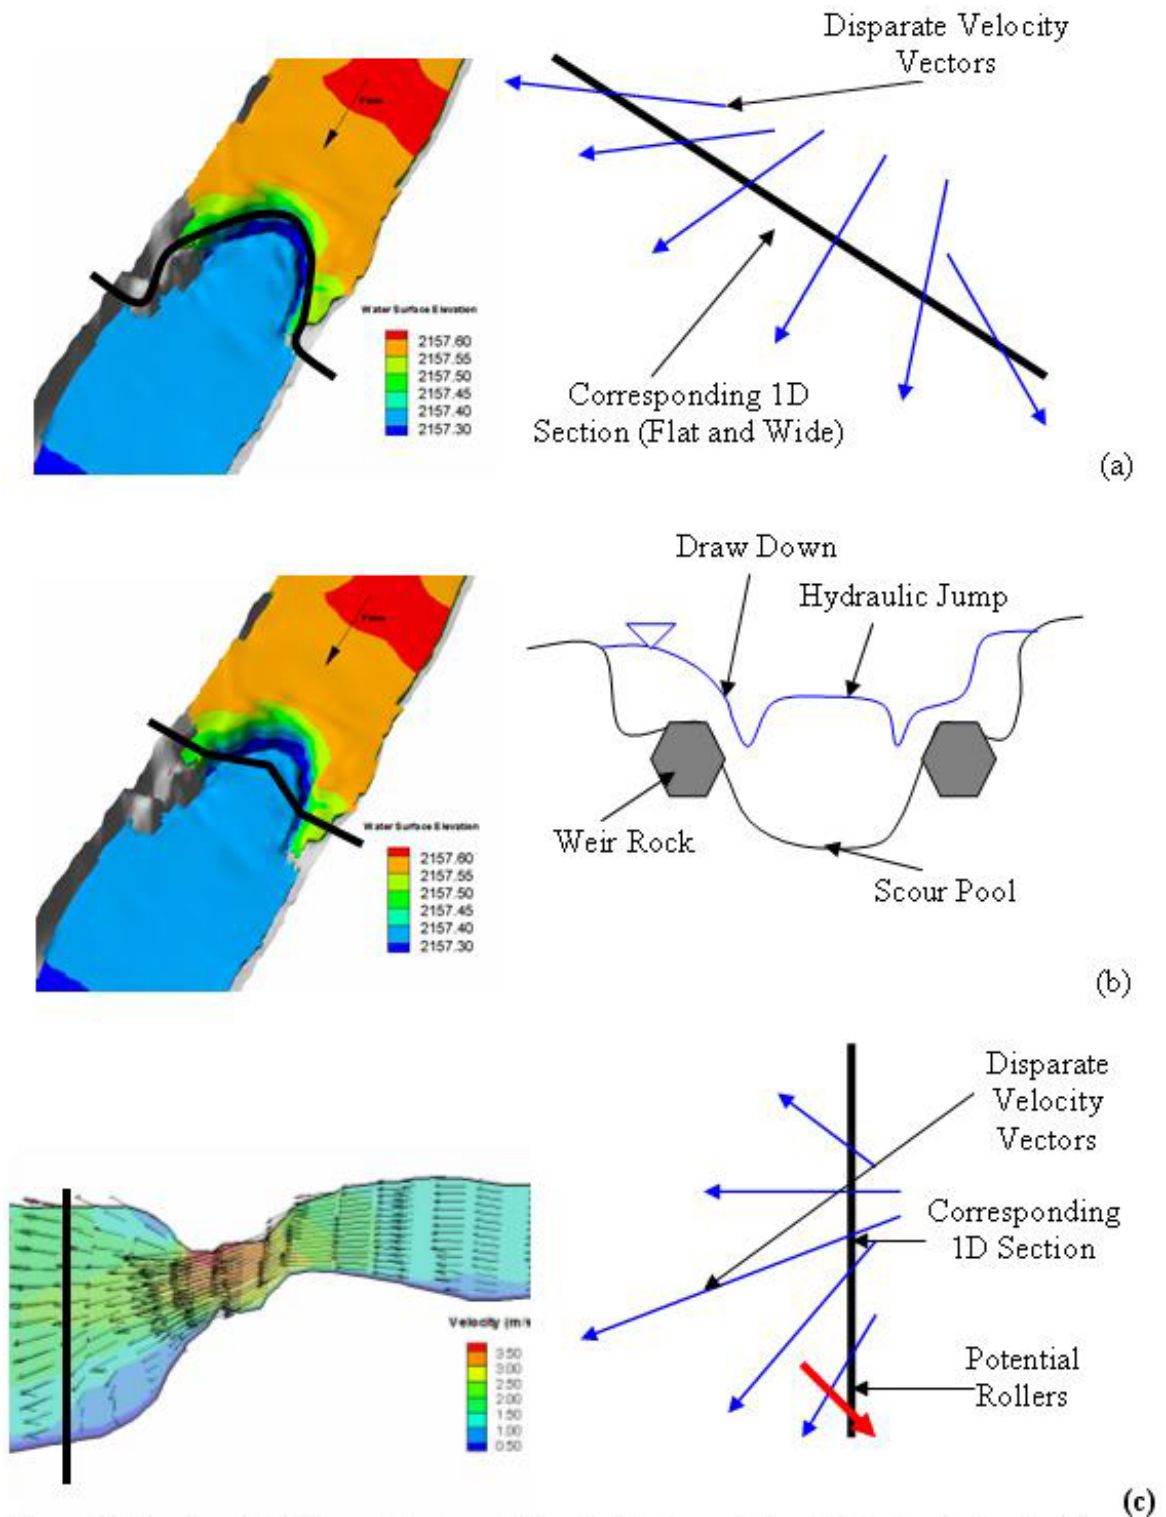 Disparate Velocity
Vectors
Flow
Water Surface Elevation
2157.60
2157.55
2157.50
2157.45
2157.40
2157.30
Corresponding 1D
Section (Flat and Wide)
(a)
Draw Down
Hydraulic Jump
Flow
Water Surface Elevation
2157.60
2157.55
2157.50
2157.45
2157.40
2157.30
Weir Rock
Scour Pool
(b)
Disparate
Velocity
Vectors
Corresponding
1D Section
Potential
Rollers
Velocity (m/s
3.50
3.00
2.50
2.00
1.50
1.00
0.50
(c)